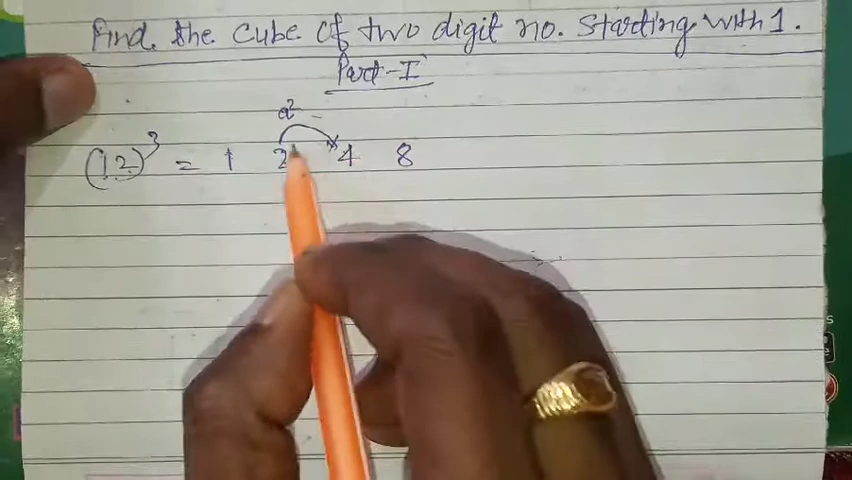 Find. the cube of two digit no. starting with 1.
Part-I
a²
(12)³ = 1 2 4 8